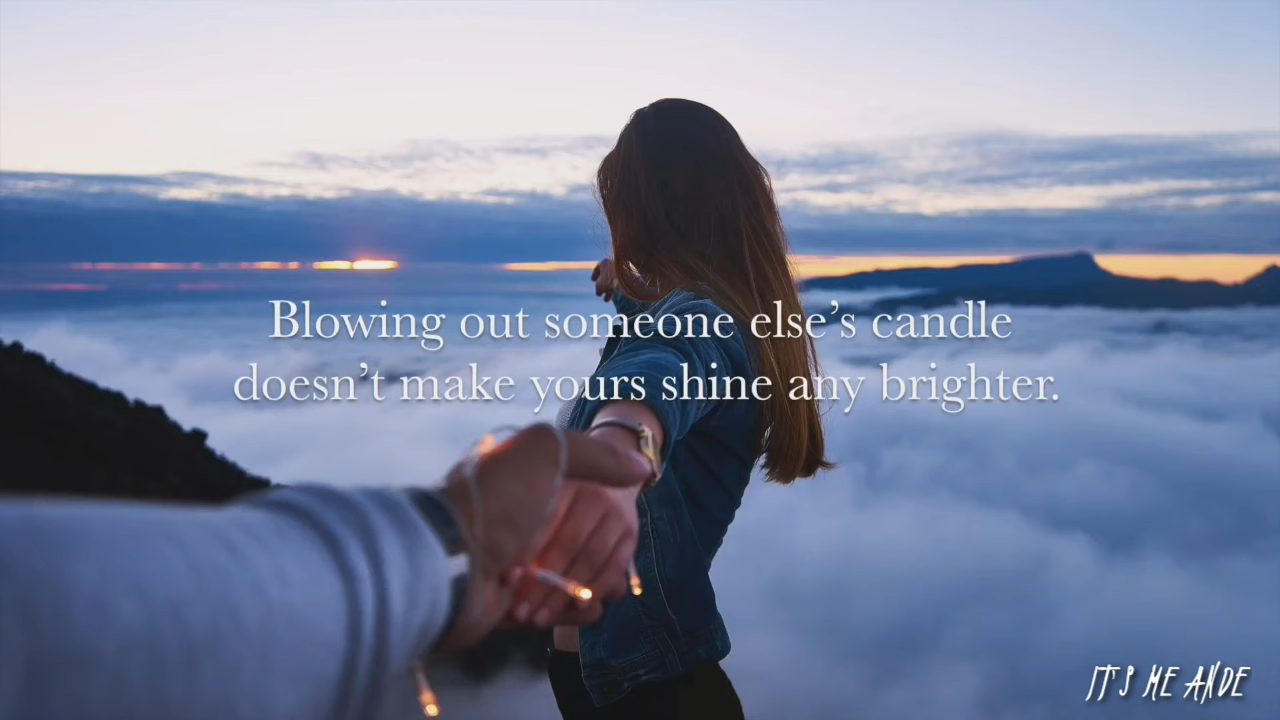 Blowing out someone else’s candle
doesn’t make yours shine any brighter.
IT'S ME ANDE